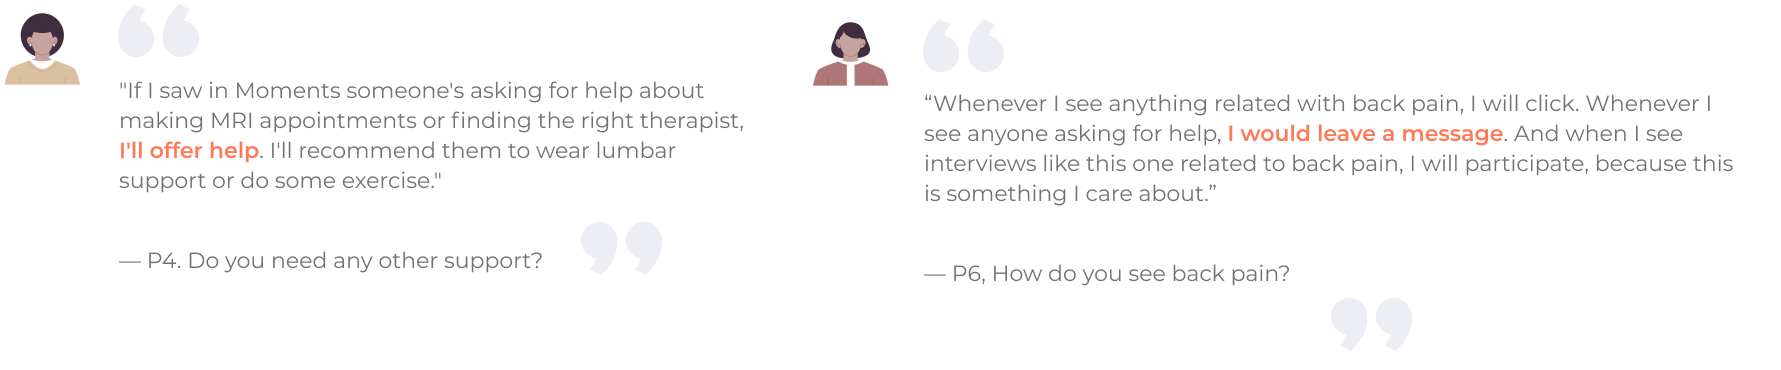 "If I saw in Moments someone's asking for help about
making MRI appointments or finding the right therapist,
I'll offer help. I'll recommend them to wear lumbar
support or do some exercise."
— P4. Do you need any other support?
“Whenever I see anything related with back pain, I will click. Whenever I
see anyone asking for help, I would leave a message. And when I see
interviews like this one related to back pain, I will participate, because this
is something I care about.”
— P6, How do you see back pain?